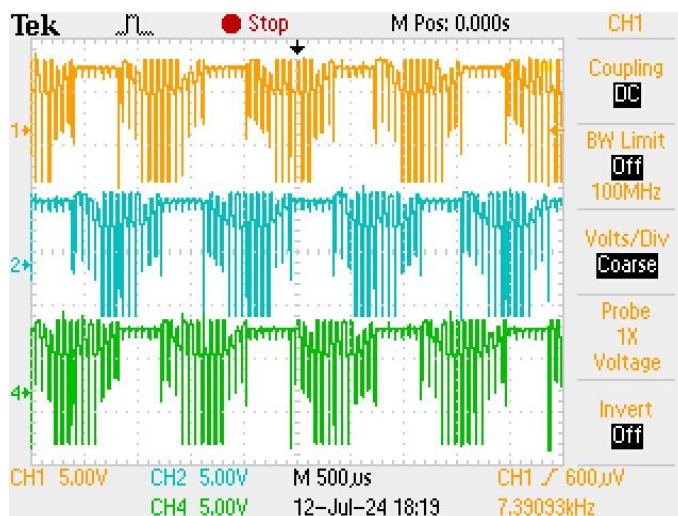 Tek Stop M Pos: 0.000s CH1
Coupling
DC
BW Limit
Off
100MHz
Volts/Div
Coarse
Probe
1X
Voltage
Invert
Off
1
2
4
CH1 5.00V CH2 5.00V M 500µs CH1 600µV
CH4 5.00V 12-Jul-24 18:19 7.39093kHz